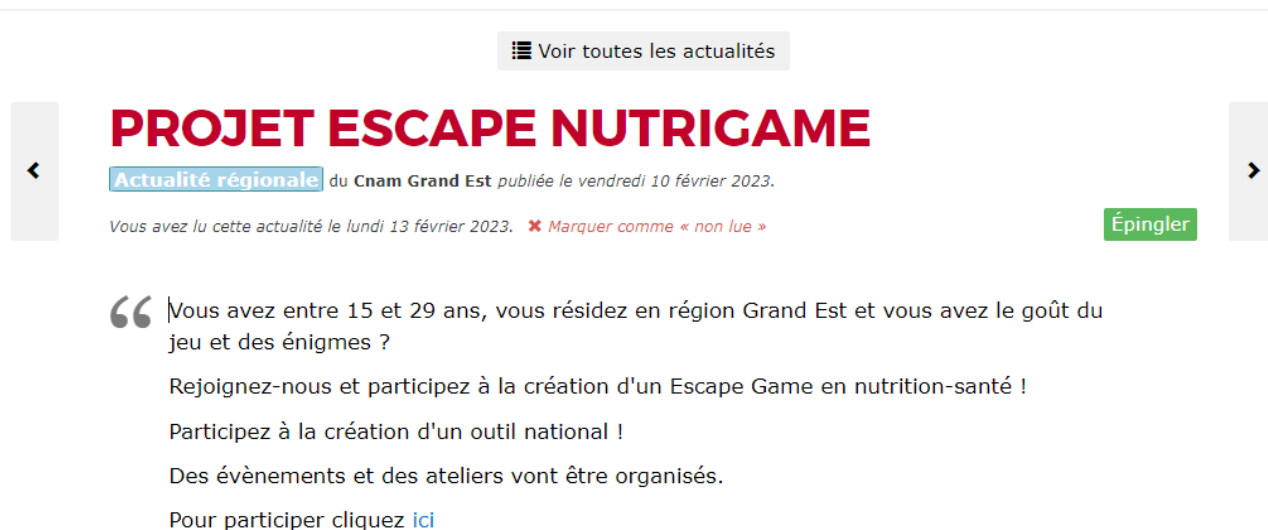 Voir toutes les actualités
PROJET ESCAPE NUTRIGAME
Actualité régionale du Cnam Grand Est publiée le vendredi 10 février 2023.
Vous avez lu cette actualité le lundi 13 février 2023. ✖ Marquer comme « non lue »
Épingler
“ Vous avez entre 15 et 29 ans, vous résidez en région Grand Est et vous avez le goût du
jeu et des énigmes ?
Rejoignez-nous et participez à la création d'un Escape Game en nutrition-santé !
Participez à la création d'un outil national !
Des évènements et des ateliers vont être organisés.
Pour participer cliquez ici